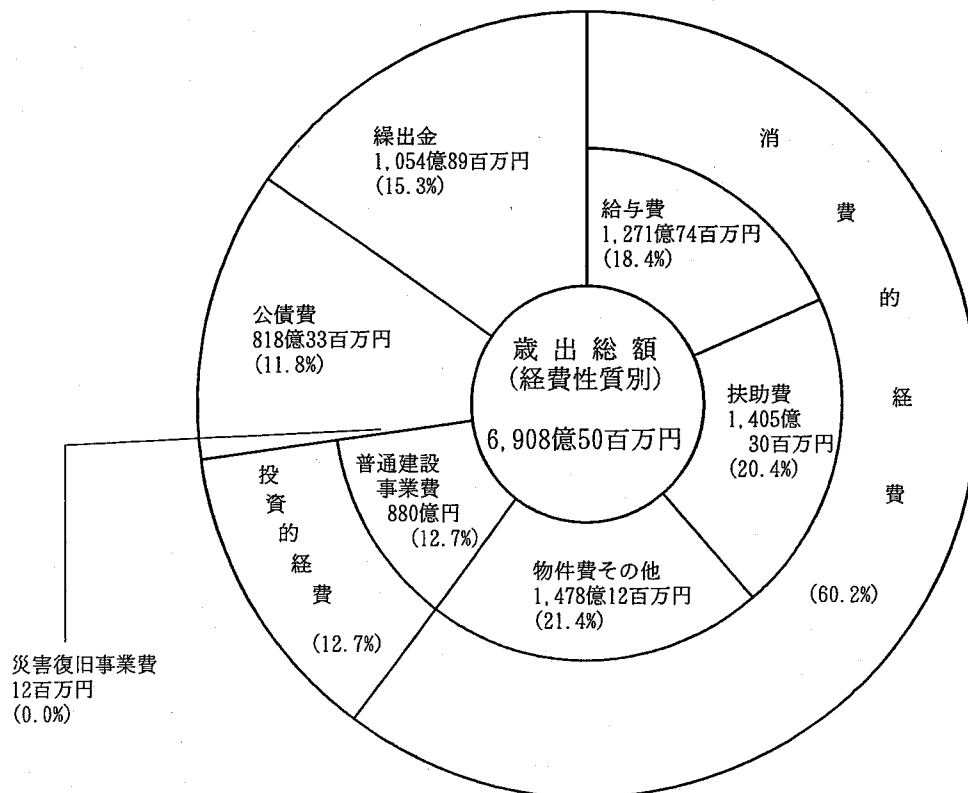 消費的経費
(60.2%)
給与費
1,271億74百万円
(18.4%)
扶助費
1,405億
30百万円
(20.4%)
物件費その他
1,478億12百万円
(21.4%)
投資的経費
(12.7%)
普通建設
事業費
880億円
(12.7%)
災害復旧事業費
12百万円
(0.0%)
公債費
818億33百万円
(11.8%)
繰出金
1,054億89百万円
(15.3%)
歳出総額
(経費性質別)
6,908億50百万円